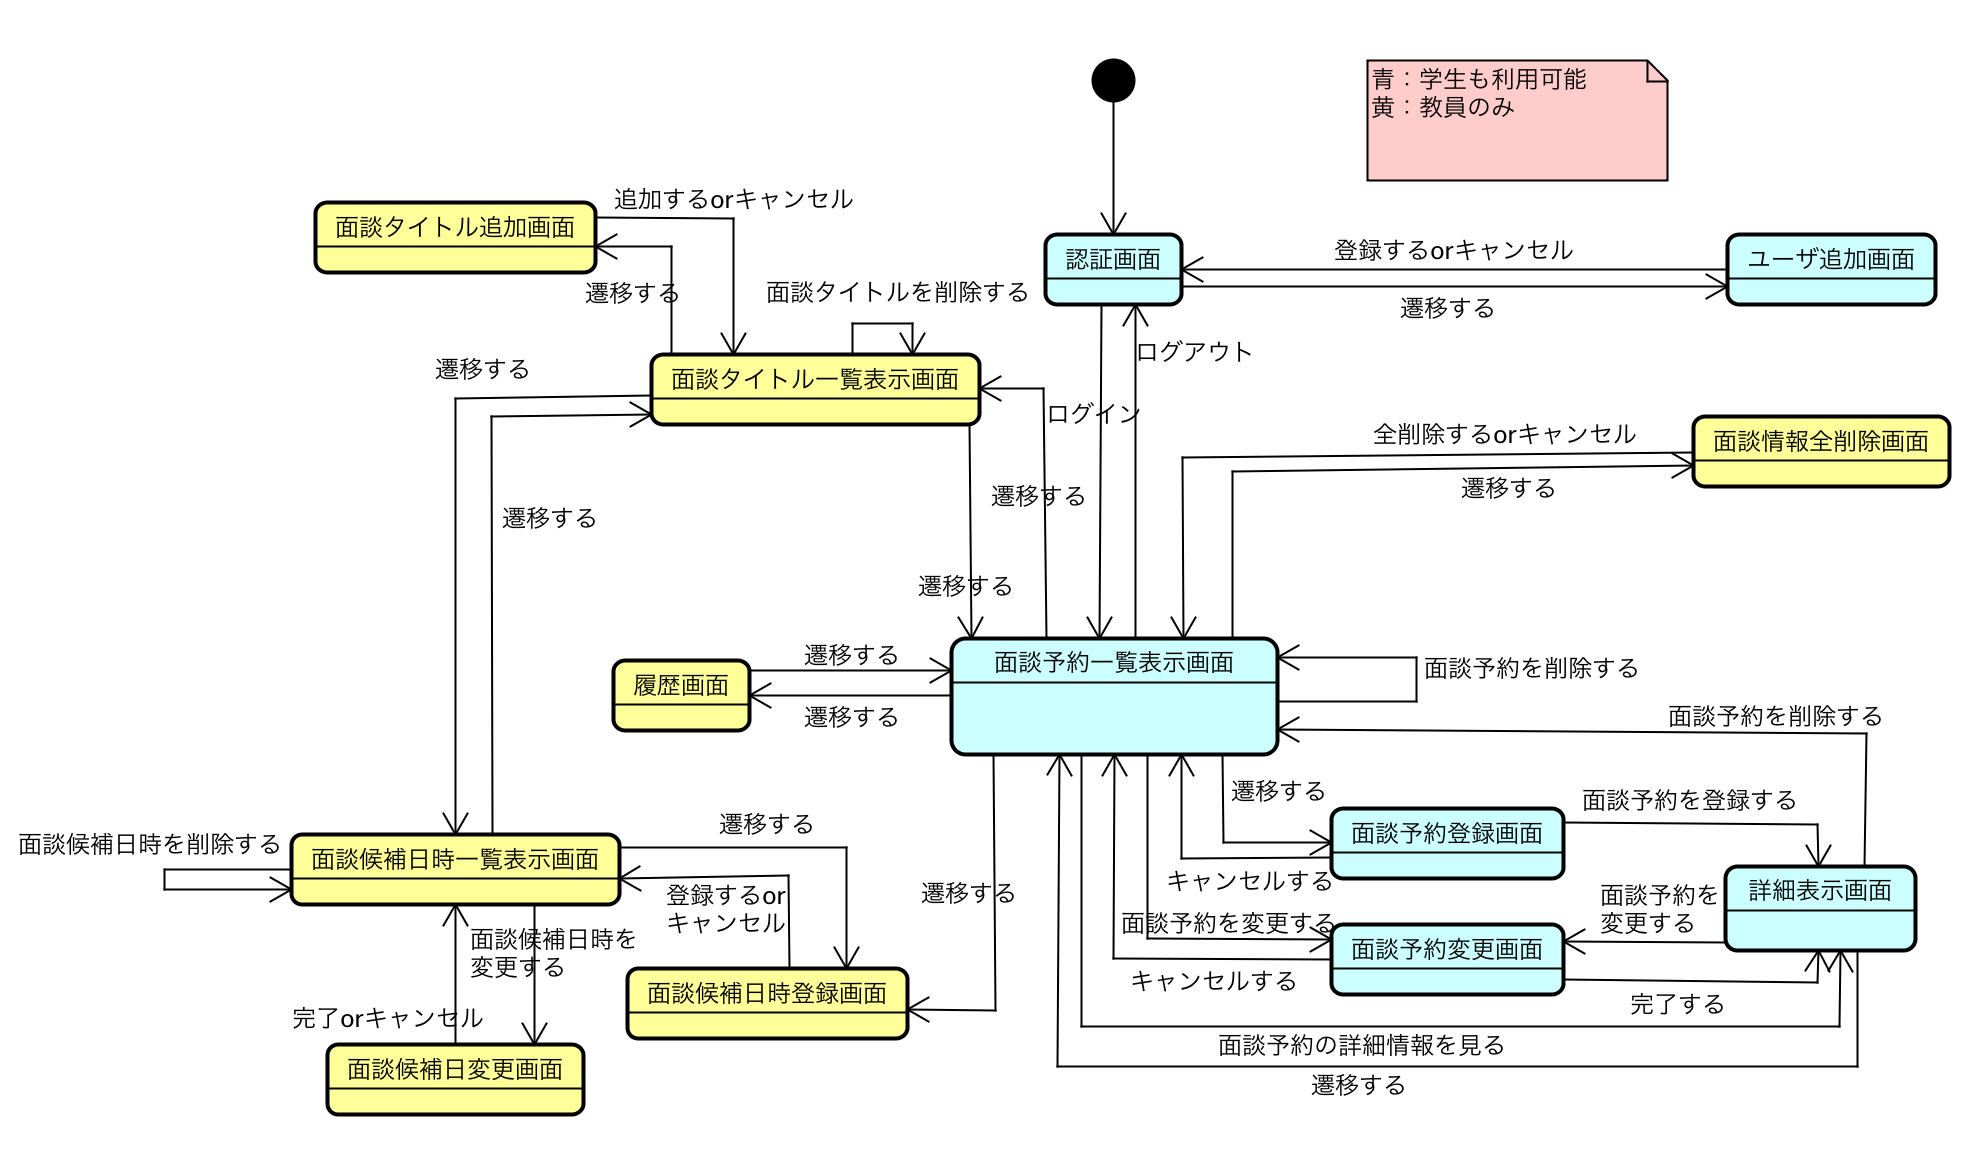 青：学生も利用可能
黄：教員のみ
追加するorキャンセル
面談タイトル追加画面
認証画面
登録するorキャンセル
ユーザ追加画面
遷移する
面談タイトルを削除する
遷移する
ログアウト
遷移する
面談タイトル一覧表示画面
ログイン
全削除するorキャンセル
面談情報全削除画面
遷移する
遷移する
遷移する
遷移する
遷移する
面談予約一覧表示画面
面談予約を削除する
履歴画面
遷移する
面談予約を削除する
遷移する
面談予約を登録する
遷移する
面談予約登録画面
面談候補日時を削除する
面談候補日時一覧表示画面
登録するor
キャンセル
遷移する
キャンセルする
面談予約を
変更する
詳細表示画面
面談予約を変更する
面談予約変更画面
面談候補日時を
変更する
キャンセルする
面談候補日時登録画面
完了する
完了orキャンセル
面談予約の詳細情報を見る
面談候補日変更画面
遷移する